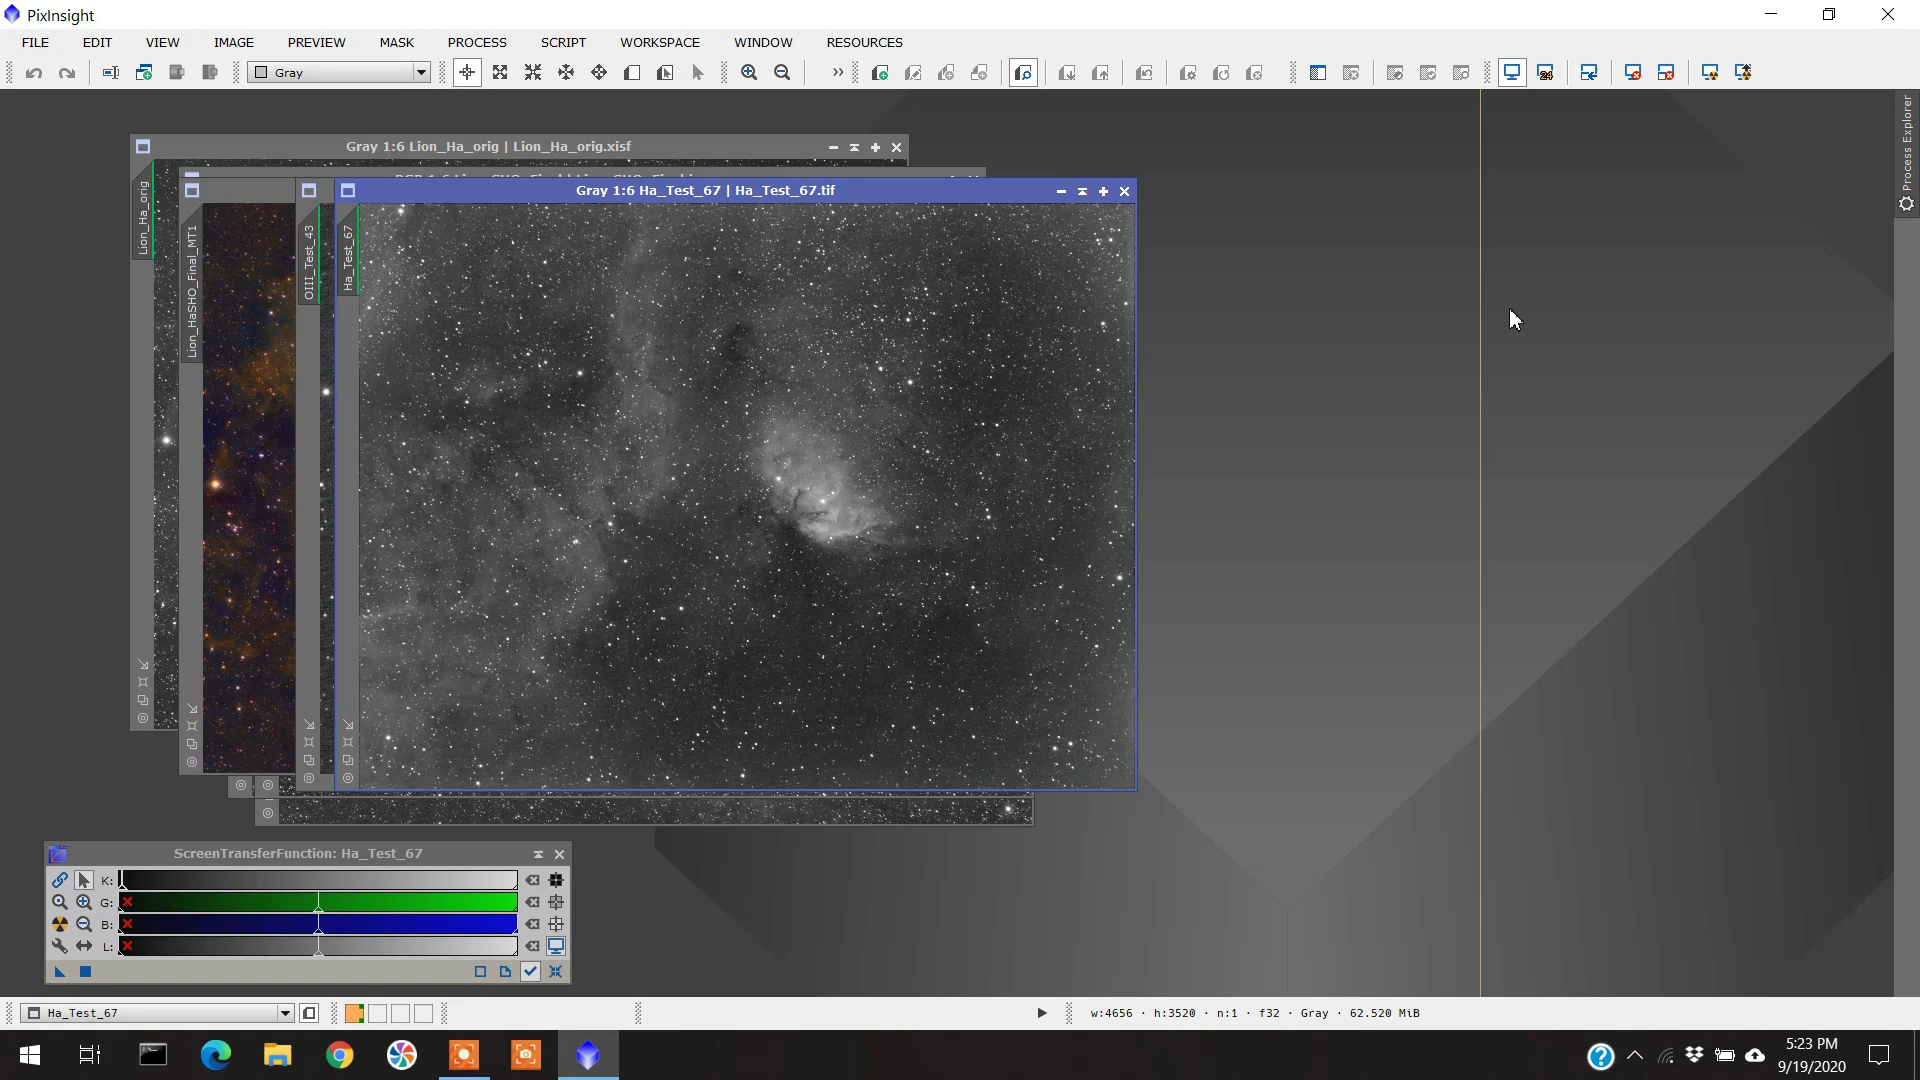 PixInsight
FILE EDIT VIEW IMAGE PREVIEW MASK PROCESS SCRIPT WORKSPACE WINDOW RESOURCES
Gray
24
Process Explorer
Gray 1:6 Lion_Ha_orig | Lion_Ha_orig.xisf
Gray 1:6 Ha_Test_67 | Ha_Test_67.tif
Lion_Ha_orig
Lion_HaSHO_Final_MT1
OIII_Test_43
Ha_Test_67
ScreenTransferFunction: Ha_Test_67
K:
G:
B:
L:
Ha_Test_67
w:4656 · h:3520 · n:1 · f32 · Gray · 62.520 MiB
5:23 PM
9/19/2020